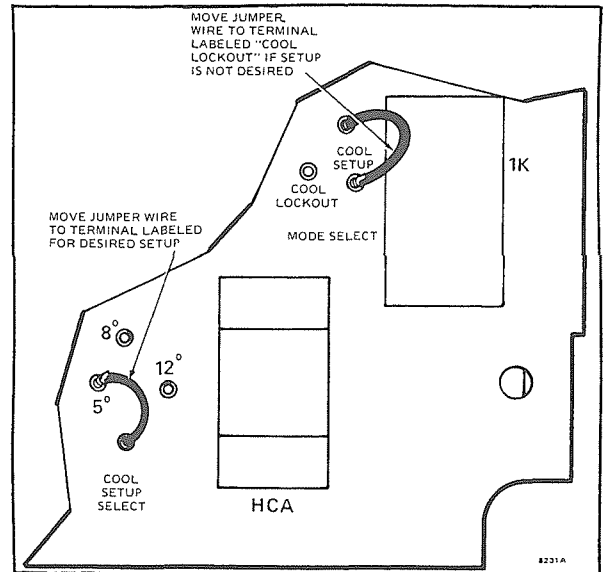 MOVE JUMPER
WIRE TO TERMINAL
LABELED "COOL
LOCKOUT" IF SETUP
IS NOT DESIRED
COOL
SETUP
1K
COOL
LOCKOUT
MODE SELECT
MOVE JUMPER WIRE
TO TERMINAL LABELED
FOR DESIRED SETUP
8°
12°
5°
COOL
SETUP
SELECT
HCA
8231A